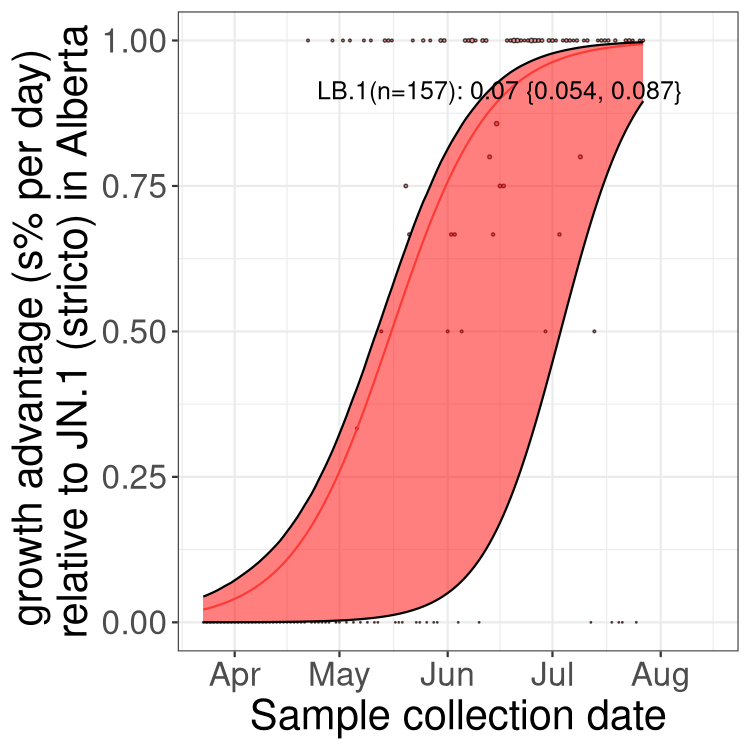 growth advantage (s% per day)
relative to JN.1 (stricto) in Alberta
1.00
0.75
0.50
0.25
0.00
LB.1(n=157): 0.07 {0.054, 0.087}
Apr May Jun Jul Aug
Sample collection date